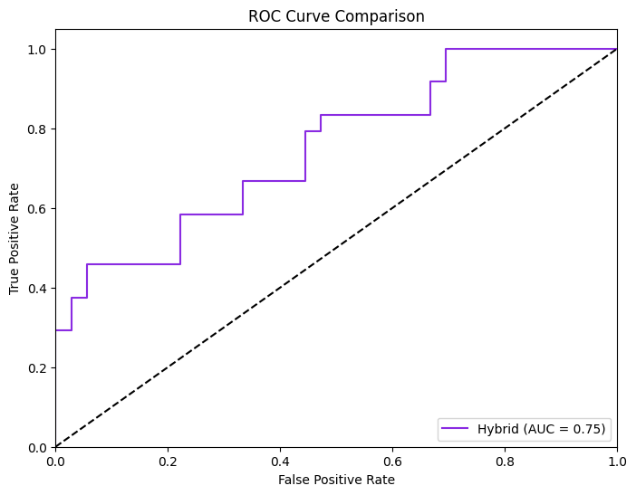 ROC Curve Comparison
True Positive Rate
1.0
0.8
0.6
0.4
0.2
0.0
0.0 0.2 0.4 0.6 0.8 1.0
False Positive Rate
Hybrid (AUC = 0.75)